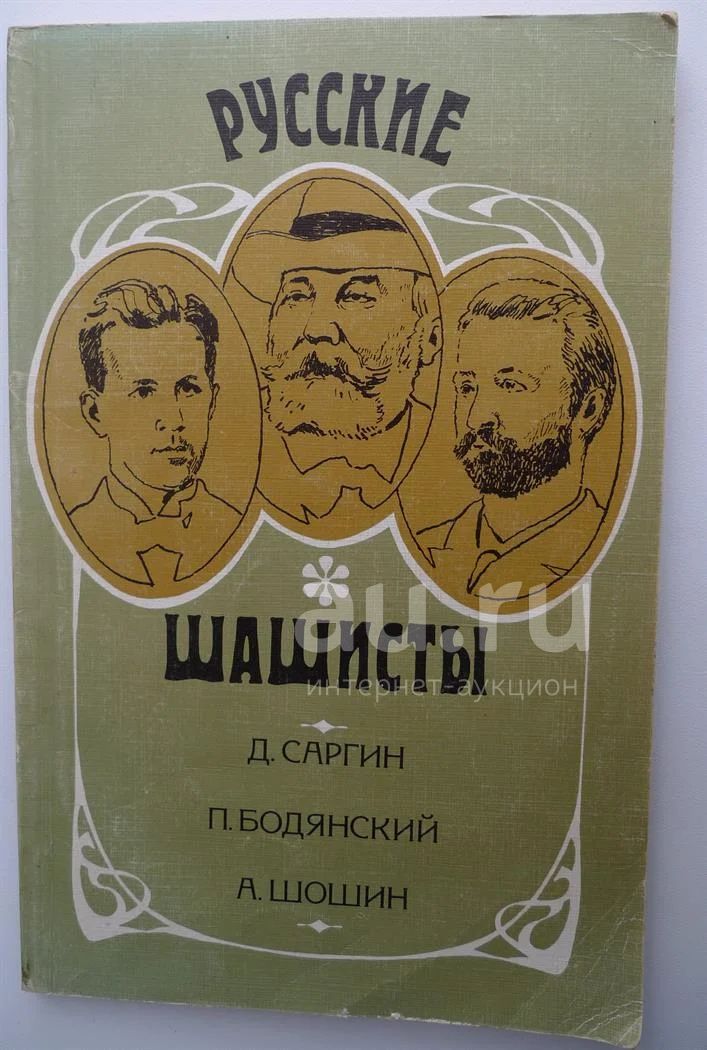 РУССКИЕ
ШАШИСТЫ
au.ru
интернет-аукцион
Д. САРГИН
П. БОДЯНСКИЙ
А. ШОШИН